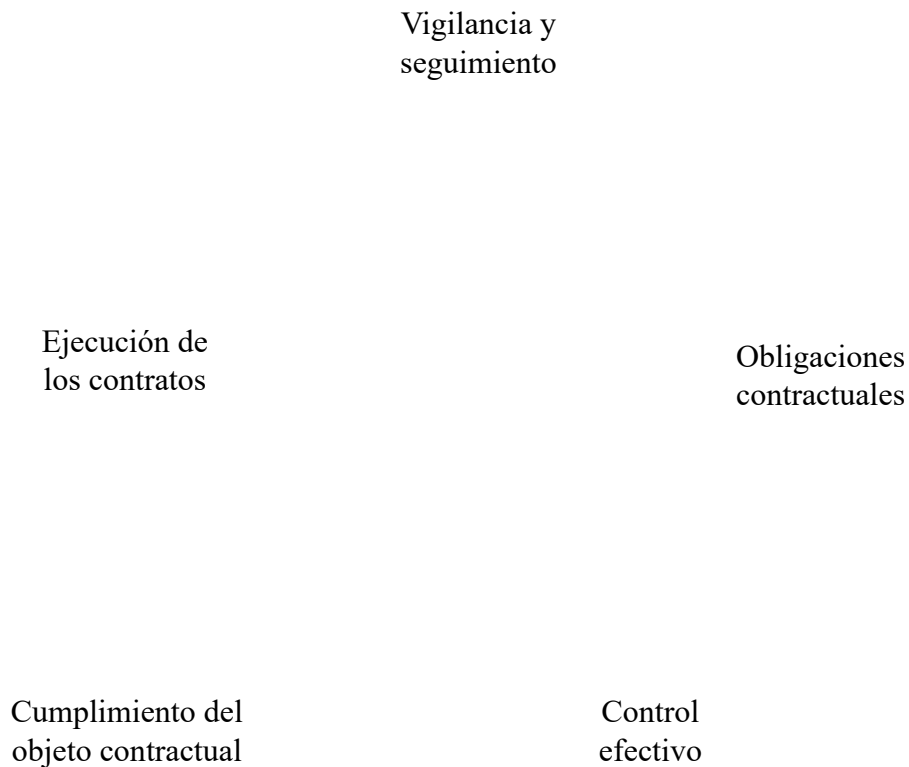 Vigilancia y
seguimiento
Ejecución de
los contratos
Obligaciones
contractuales
Cumplimiento del
objeto contractual
Control
efectivo